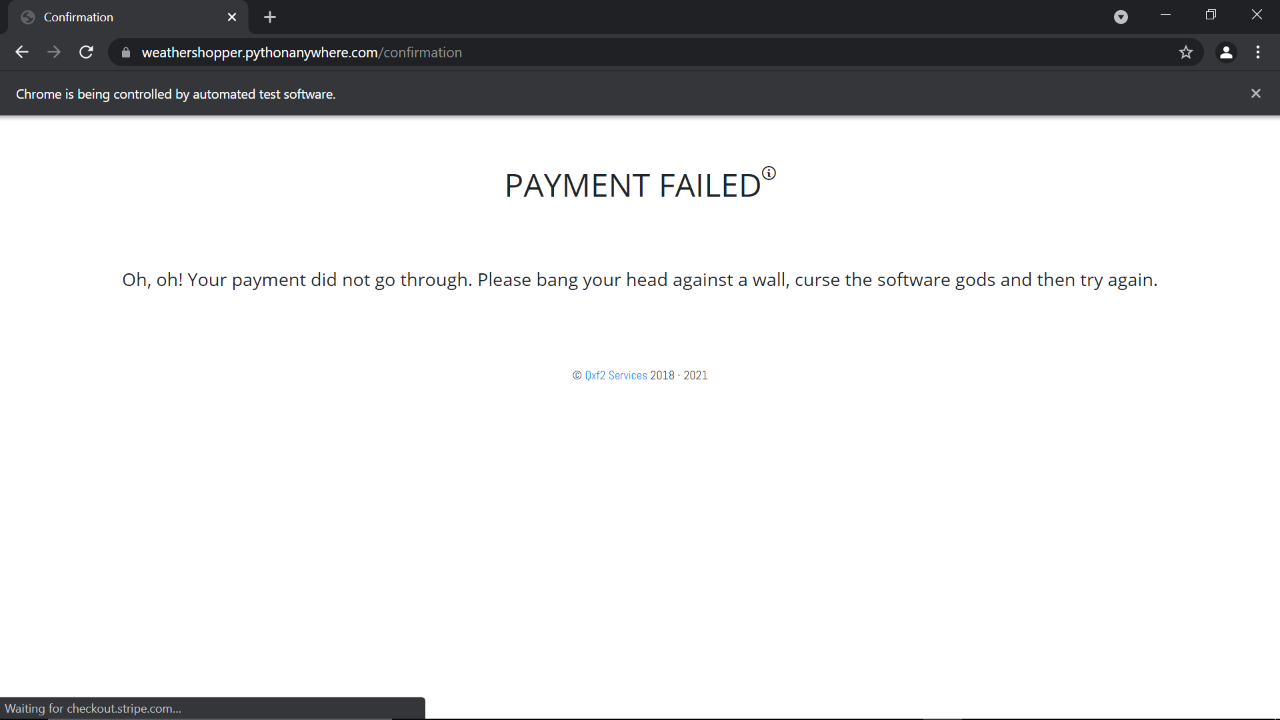 Confirmation
weathershopper.pythonanywhere.com/confirmation
Chrome is being controlled by automated test software.
PAYMENT FAILED
Oh, oh! Your payment did not go through. Please bang your head against a wall, curse the software gods and then try again.
© Qxf2 Services 2018 - 2021
Waiting for checkout.stripe.com...